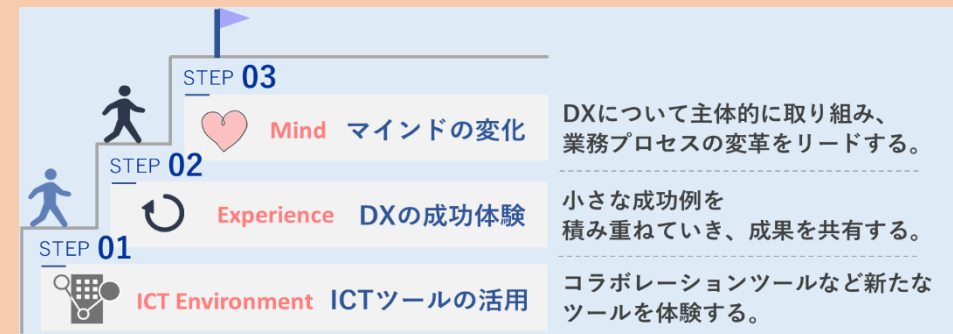 STEP 03
Mind マインドの変化
DXについて主体的に取り組み、
業務プロセスの変革をリードする。
STEP 02
Experience DXの成功体験
小さな成功例を
積み重ねていき、成果を共有する。
STEP 01
ICT Environment ICTツールの活用
コラボレーションツールなど新たな
ツールを体験する。